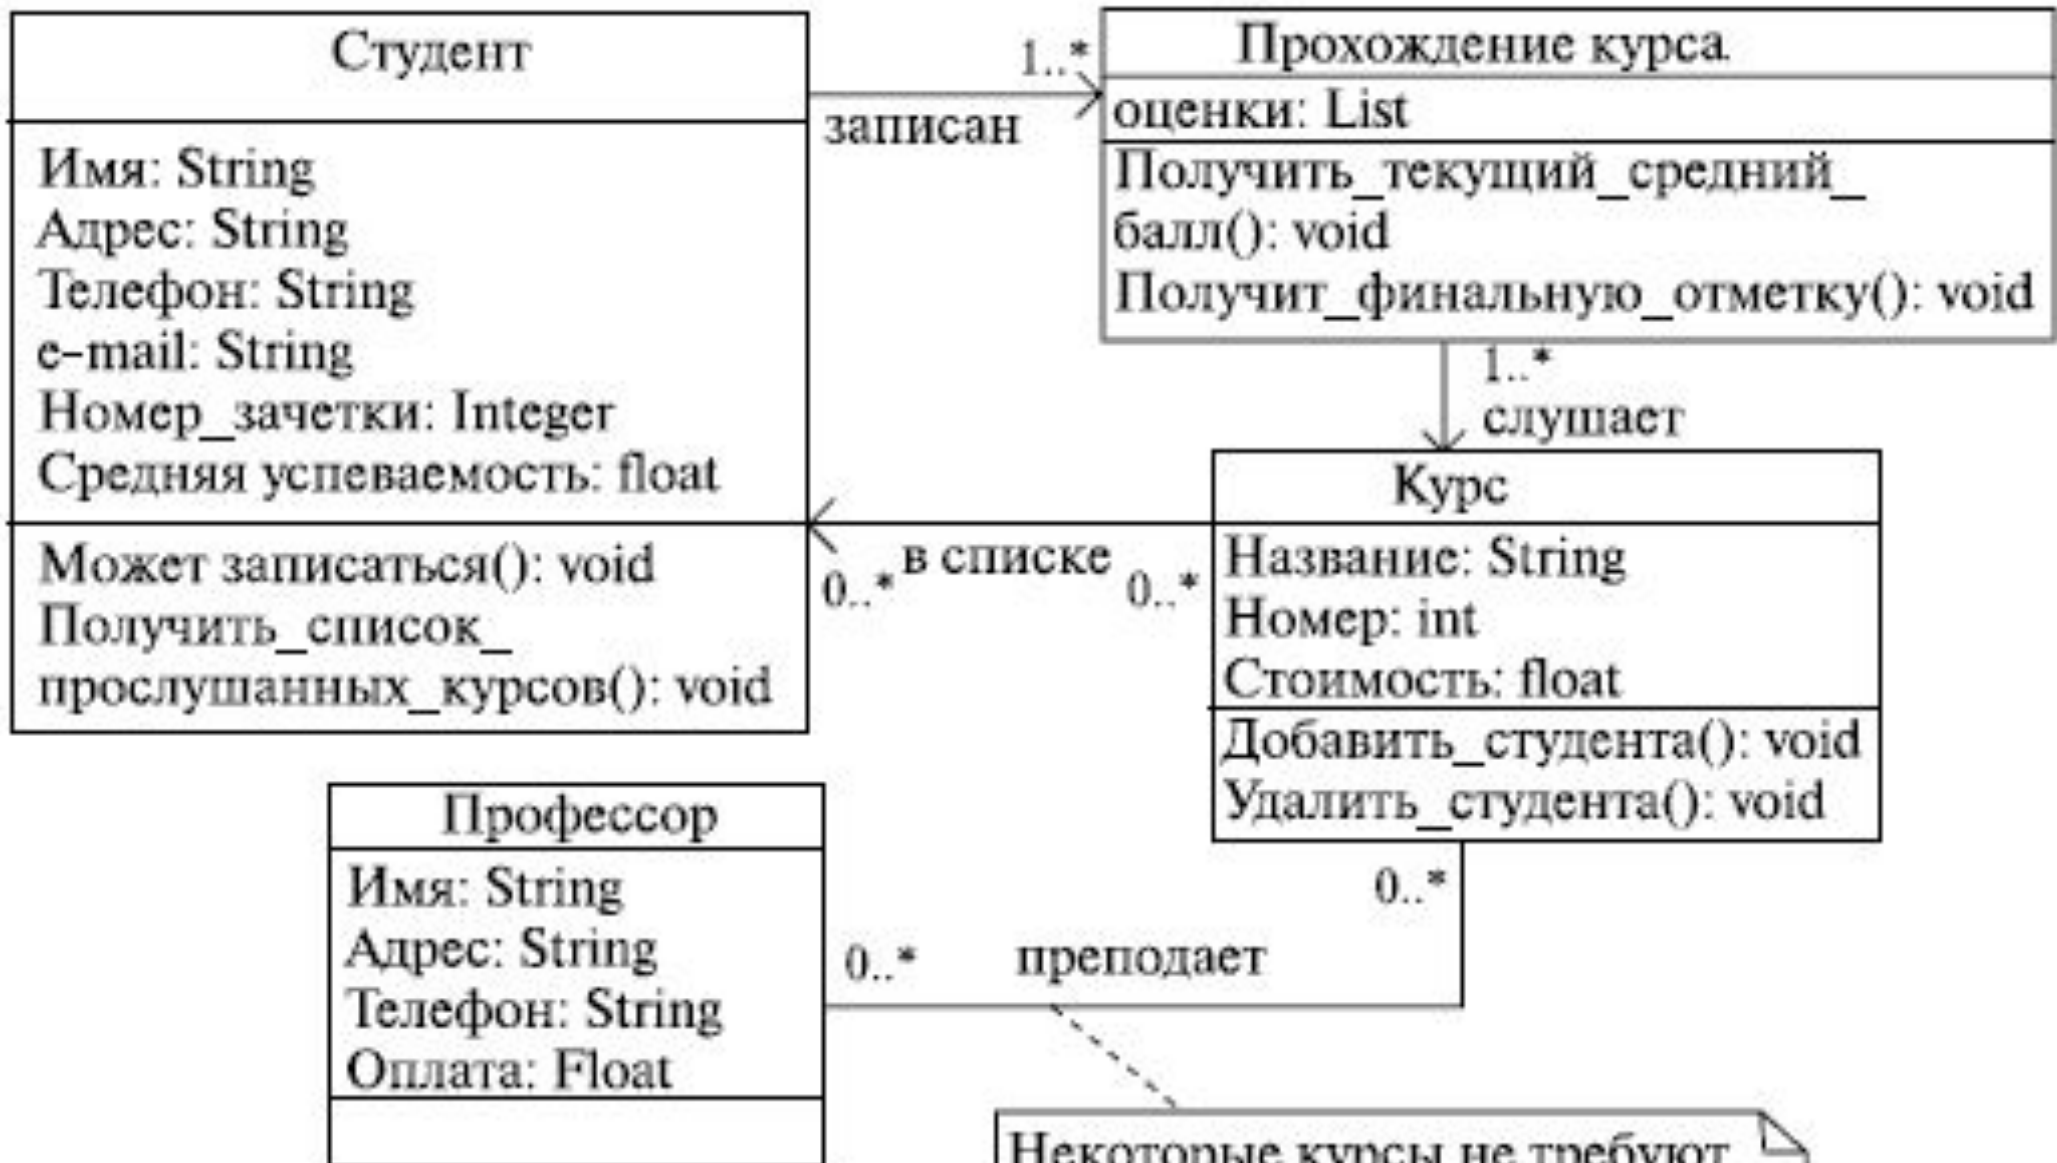 Студент
Имя: String
Адрес: String
Телефон: String
e-mail: String
Номер_зачетки: Integer
Средняя успеваемость: float
Может записаться(): void
Получить_список_
прослушанных_курсов(): void
1..*
записан
Прохождение курса
оценки: List
Получить_текущий_средний_
балл(): void
Получит_финальную_отметку(): void
1..*
слушает
Курс
Название: String
Номер: int
Стоимость: float
Добавить_студента(): void
Удалить_студента(): void
0..*
в списке
0..*
Профессор
Имя: String
Адрес: String
Телефон: String
Оплата: Float
0..*
преподает
0..*
Некоторые курсы не требуют